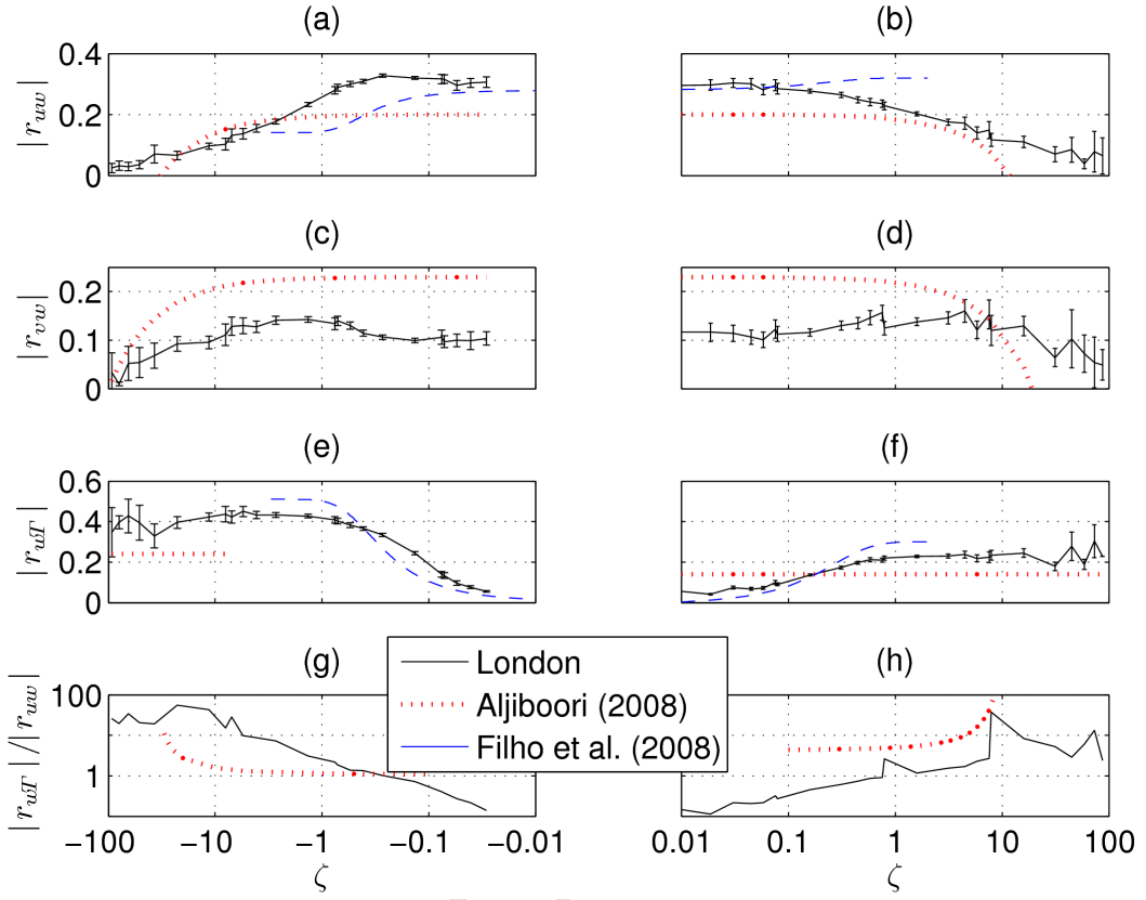 (a)
(b)
0.4
0.2
0
|r_uw|
(c)
(d)
0.2
0.1
0
|r_vw|
(e)
(f)
0.6
0.4
0.2
0
|r_wT|
(g)
(h)
London
Aljiboori (2008)
Filho et al. (2008)
100
1
|r_wT|/|r_uw|
−100
−10
−1
−0.1
−0.01
0.01
0.1
1
10
100
ζ
ζ